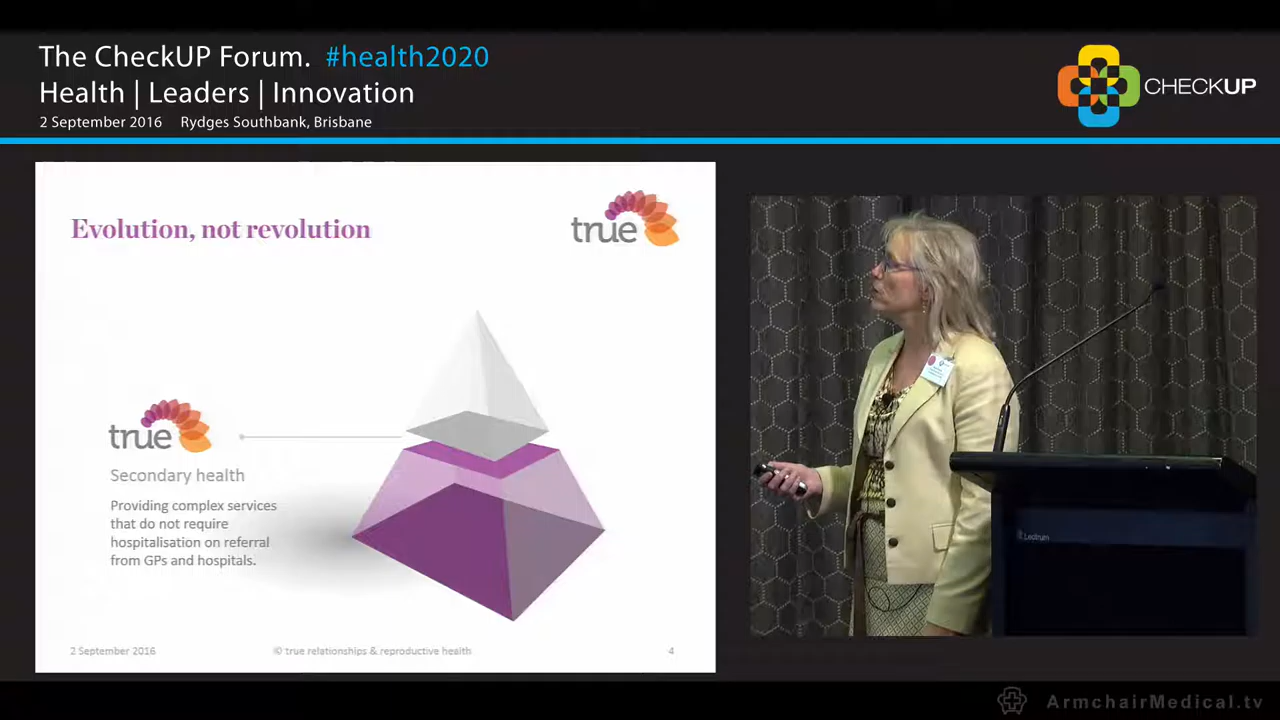 The CheckUP Forum. #health2020
Health | Leaders | Innovation
2 September 2016 Rydges Southbank, Brisbane
CHECKUP
Evolution, not revolution
true
true
Secondary health
Providing complex services
that do not require
hospitalisation on referral
from GPs and hospitals.
2 September 2016
© true relationships & reproductive health
4
Lectrum
ArmchairMedical.tv